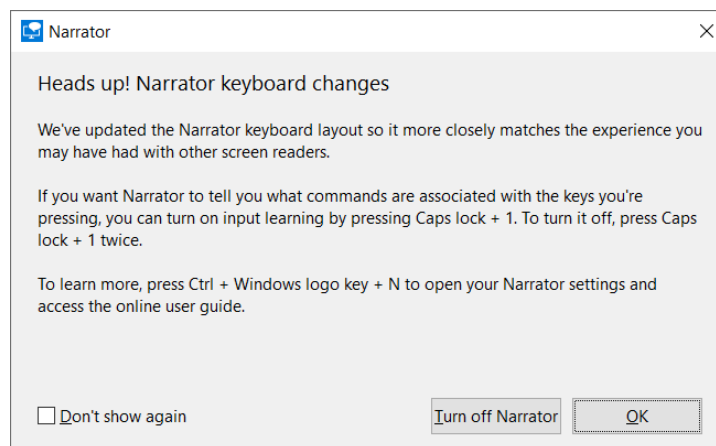 Narrator
Heads up! Narrator keyboard changes
We've updated the Narrator keyboard layout so it more closely matches the experience you
may have had with other screen readers.
If you want Narrator to tell you what commands are associated with the keys you're
pressing, you can turn on input learning by pressing Caps lock + 1. To turn it off, press Caps
lock + 1 twice.
To learn more, press Ctrl + Windows logo key + N to open your Narrator settings and
access the online user guide.
Don't show again
Turn off Narrator
OK